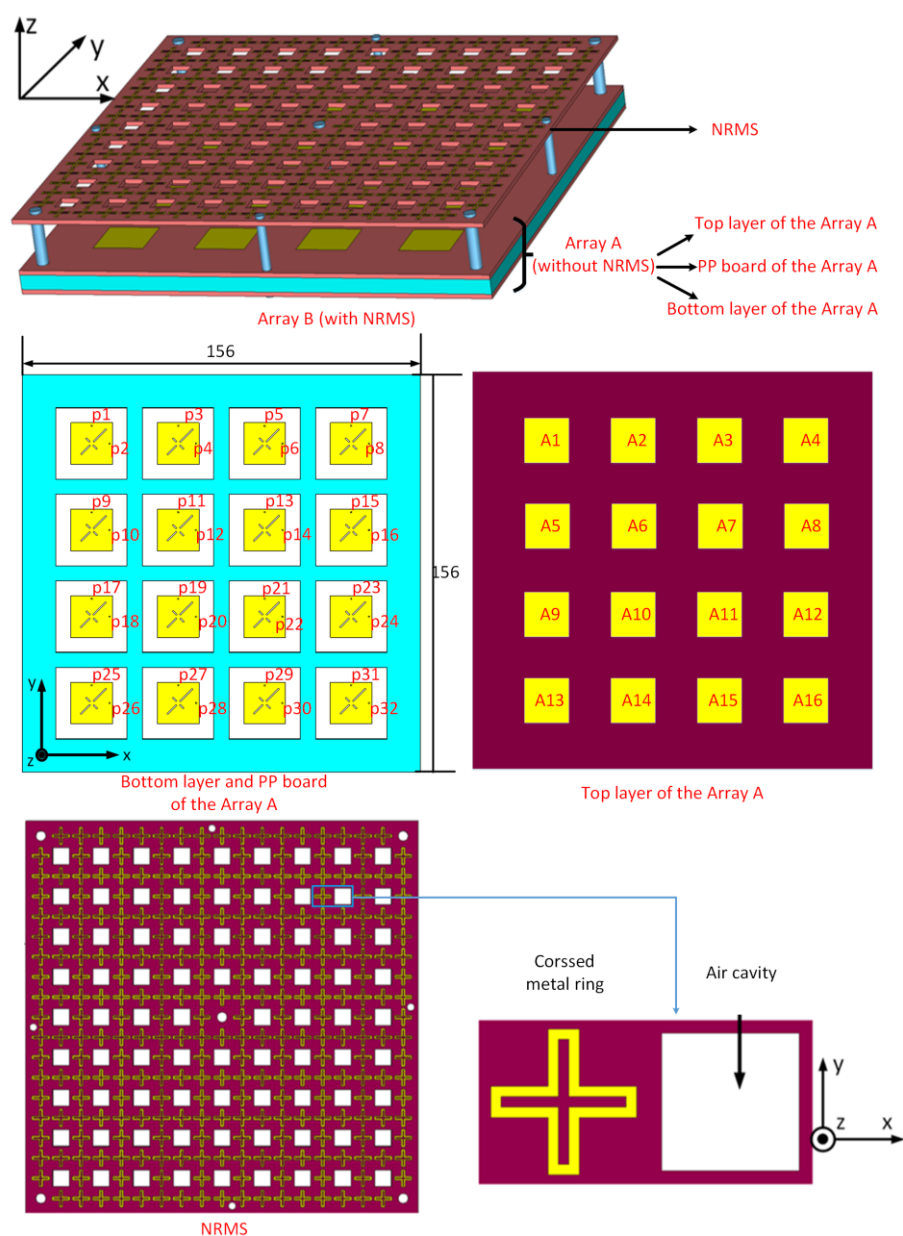 z
y
x
NRMS
Top layer of the Array A
Array A
(without NRMS)
PP board of the Array A
Bottom layer of the Array A
Array B (with NRMS)
156
p1 p3 p5 p7
p2 p4 p6 p8
p9 p11 p13 p15
p10 p12 p14 p16
p17 p19 p21 p23
p18 p20 p22 p24
p25 p27 p29 p31
p26 p28 p30 p32
y
z
x
156
Bottom layer and PP board
of the Array A
A1 A2 A3 A4
A5 A6 A7 A8
A9 A10 A11 A12
A13 A14 A15 A16
Top layer of the Array A
NRMS
Corssed
metal ring
Air cavity
y
z
x